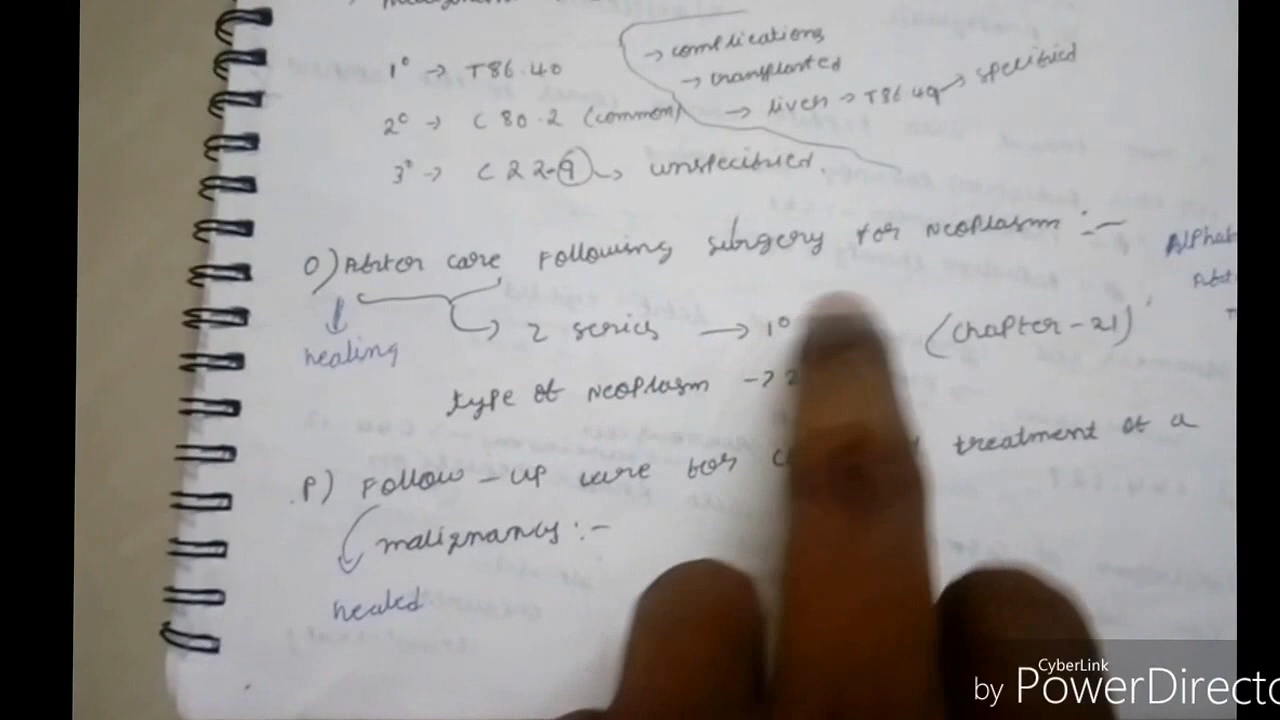 1° → T86.40
→ complications
→ transplanted
2° → C 80.2 (common)
→ liver → T86.49 → specified
3° → C 22.9 → unspecified.
O) After care following surgery for Neoplasm :-
Alphab
→ 2 series → 1° (chapter-21)
healing
type of Neoplasm → 2
P) Follow-up care for treatment of a
malignancy :-
healed
CyberLink
by PowerDirecto